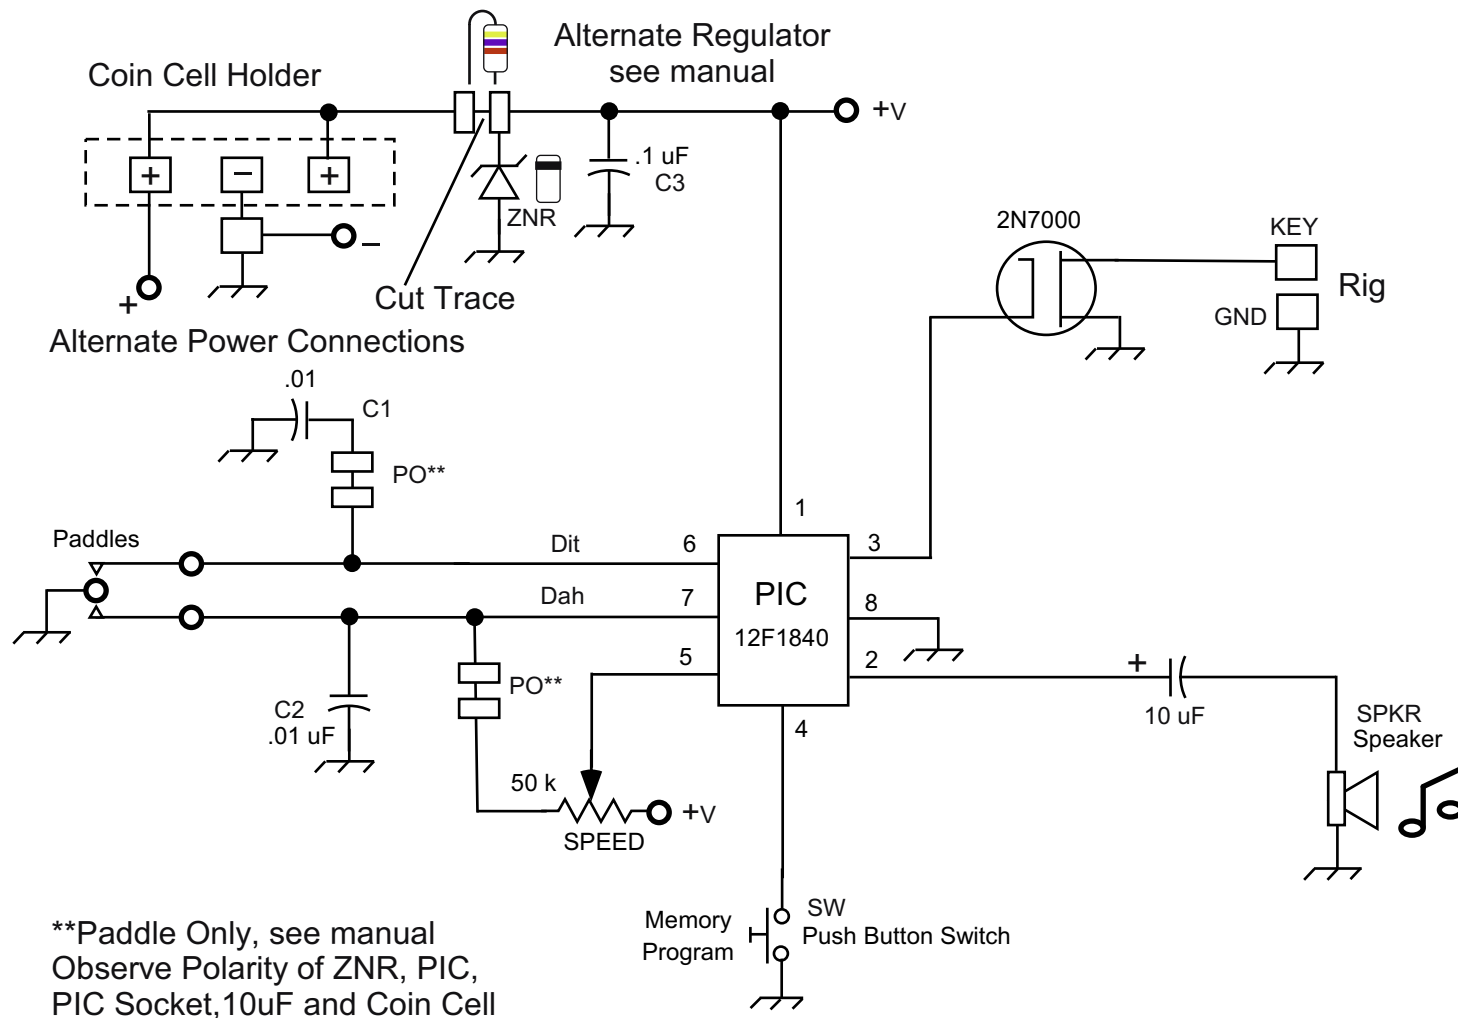 Alternate Regulator
see manual
Coin Cell Holder
+V
+
−
+
.1 uF
C3
ZNR
−
+
Cut Trace
Alternate Power Connections
2N7000
KEY
Rig
GND
.01
C1
PO**
1
Paddles
Dit
6
3
Dah
7
PIC
12F1840
8
5
2
PO**
+
10 uF
C2
.01 uF
4
SPKR
Speaker
50 k
+V
SPEED
Memory
Program
SW
Push Button Switch
**Paddle Only, see manual
Observe Polarity of ZNR, PIC,
PIC Socket,10uF and Coin Cell